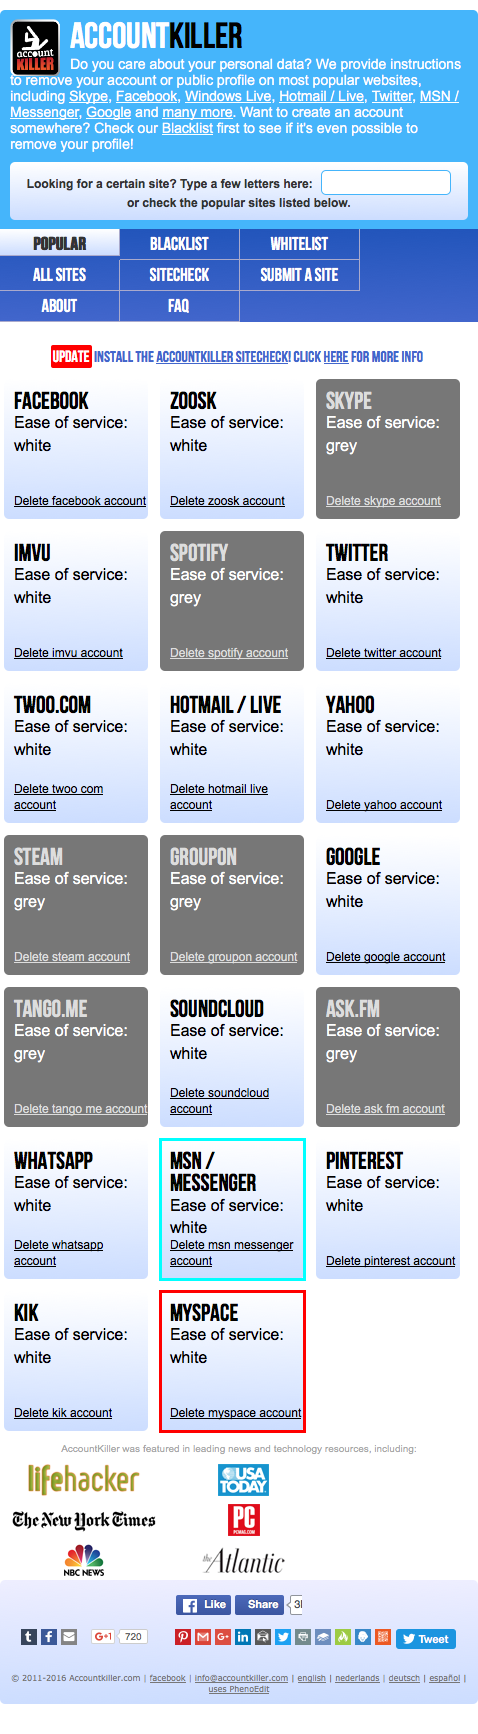 account
KILLER
ACCOUNTKILLER
Do you care about your personal data? We provide instructions
to remove your account or public profile on most popular websites,
including Skype, Facebook, Windows Live, Hotmail / Live, Twitter, MSN /
Messenger, Google and many more. Want to create an account
somewhere? Check our Blacklist first to see if it's even possible to
remove your profile!
Looking for a certain site? Type a few letters here:
or check the popular sites listed below.
POPULAR BLACKLIST WHITELIST
ALL SITES SITECHECK SUBMIT A SITE
ABOUT FAQ
UPDATE INSTALL THE ACCOUNTKILLER SITECHECK! CLICK HERE FOR MORE INFO
FACEBOOK
Ease of service:
white
Delete facebook account
ZOOSK
Ease of service:
white
Delete zoosk account
SKYPE
Ease of service:
grey
Delete skype account
IMVU
Ease of service:
white
Delete imvu account
SPOTIFY
Ease of service:
grey
Delete spotify account
TWITTER
Ease of service:
white
Delete twitter account
TWOO.COM
Ease of service:
white
Delete twoo com
account
HOTMAIL / LIVE
Ease of service:
white
Delete hotmail live
account
YAHOO
Ease of service:
white
Delete yahoo account
STEAM
Ease of service:
grey
Delete steam account
GROUPON
Ease of service:
grey
Delete groupon account
GOOGLE
Ease of service:
white
Delete google account
TANGO.ME
Ease of service:
grey
Delete tango me account
SOUNDCLOUD
Ease of service:
white
Delete soundcloud
account
ASK.FM
Ease of service:
grey
Delete ask fm account
WHATSAPP
Ease of service:
white
Delete whatsapp
account
MSN /
MESSENGER
Ease of service:
white
Delete msn messenger
account
PINTEREST
Ease of service:
white
Delete pinterest account
KIK
Ease of service:
white
Delete kik account
MYSPACE
Ease of service:
white
Delete myspace account
AccountKiller was featured in leading news and technology resources, including:
lifehacker
USA
TODAY
The New York Times
PC
PCMAG.COM
NBC NEWS
the Atlantic
Like Share
G+1 720
Tweet
© 2011-2016 Accountkiller.com | facebook | info@accountkiller.com | english | nederlands | deutsch | español |
uses PhenoEdit